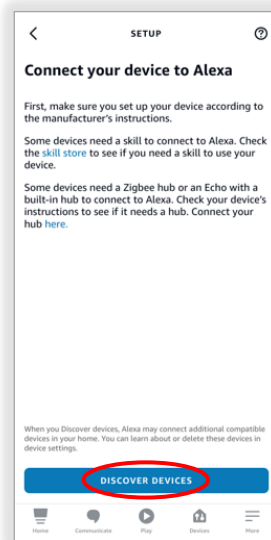 SETUP
Connect your device to Alexa
First, make sure you set up your device according to
the manufacturer's instructions.
Some devices need a skill to connect to Alexa. Check
the skill store to see if you need a skill to use your
device.
Some devices need a Zigbee hub or an Echo with a
built-in hub to connect to Alexa. Check your device's
instructions to see if it needs a hub. Connect your
hub here.
When you Discover devices, Alexa may connect additional compatible
devices in your home. You can learn about or delete these devices in
device settings.
DISCOVER DEVICES
Home Communicate Play Devices More